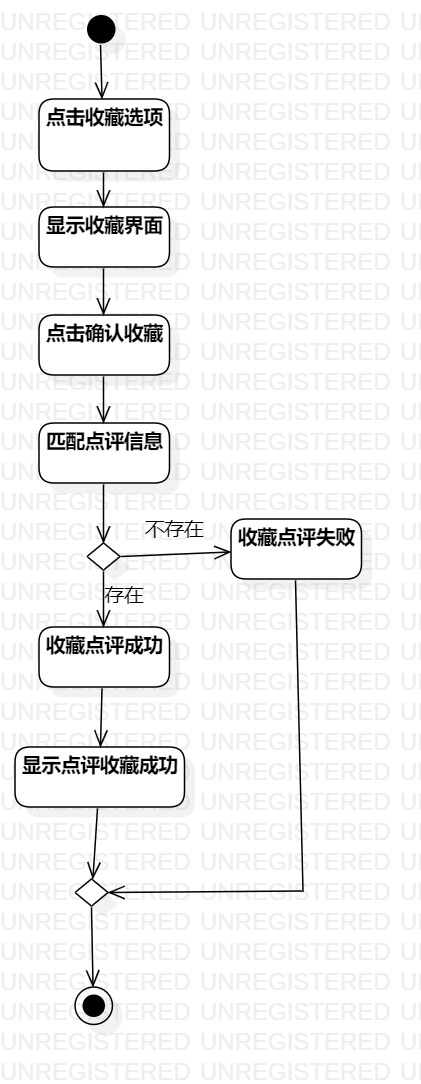 点击收藏选项
显示收藏界面
点击确认收藏
匹配点评信息
不存在
收藏点评失败
存在
收藏点评成功
显示点评收藏成功
UNREGISTERED